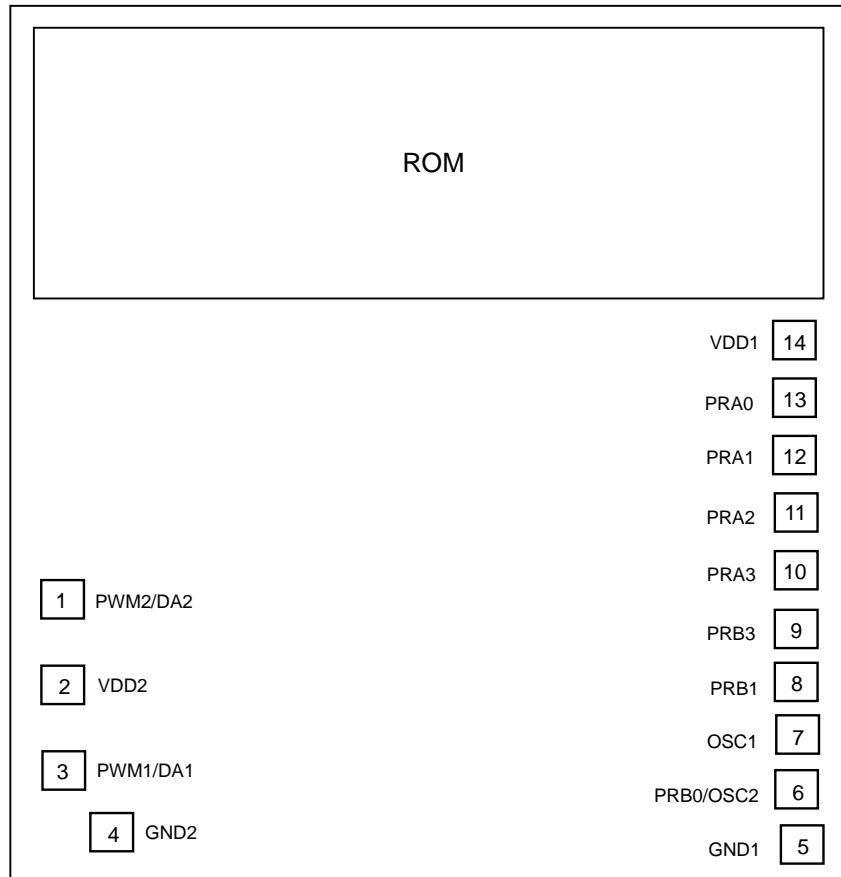 ROM
VDD1 14
PRA0 13
PRA1 12
PRA2 11
PRA3 10
1 PWM2/DA2
PRB3 9
2 VDD2
PRB1 8
OSC1 7
3 PWM1/DA1
PRB0/OSC2 6
4 GND2
GND1 5